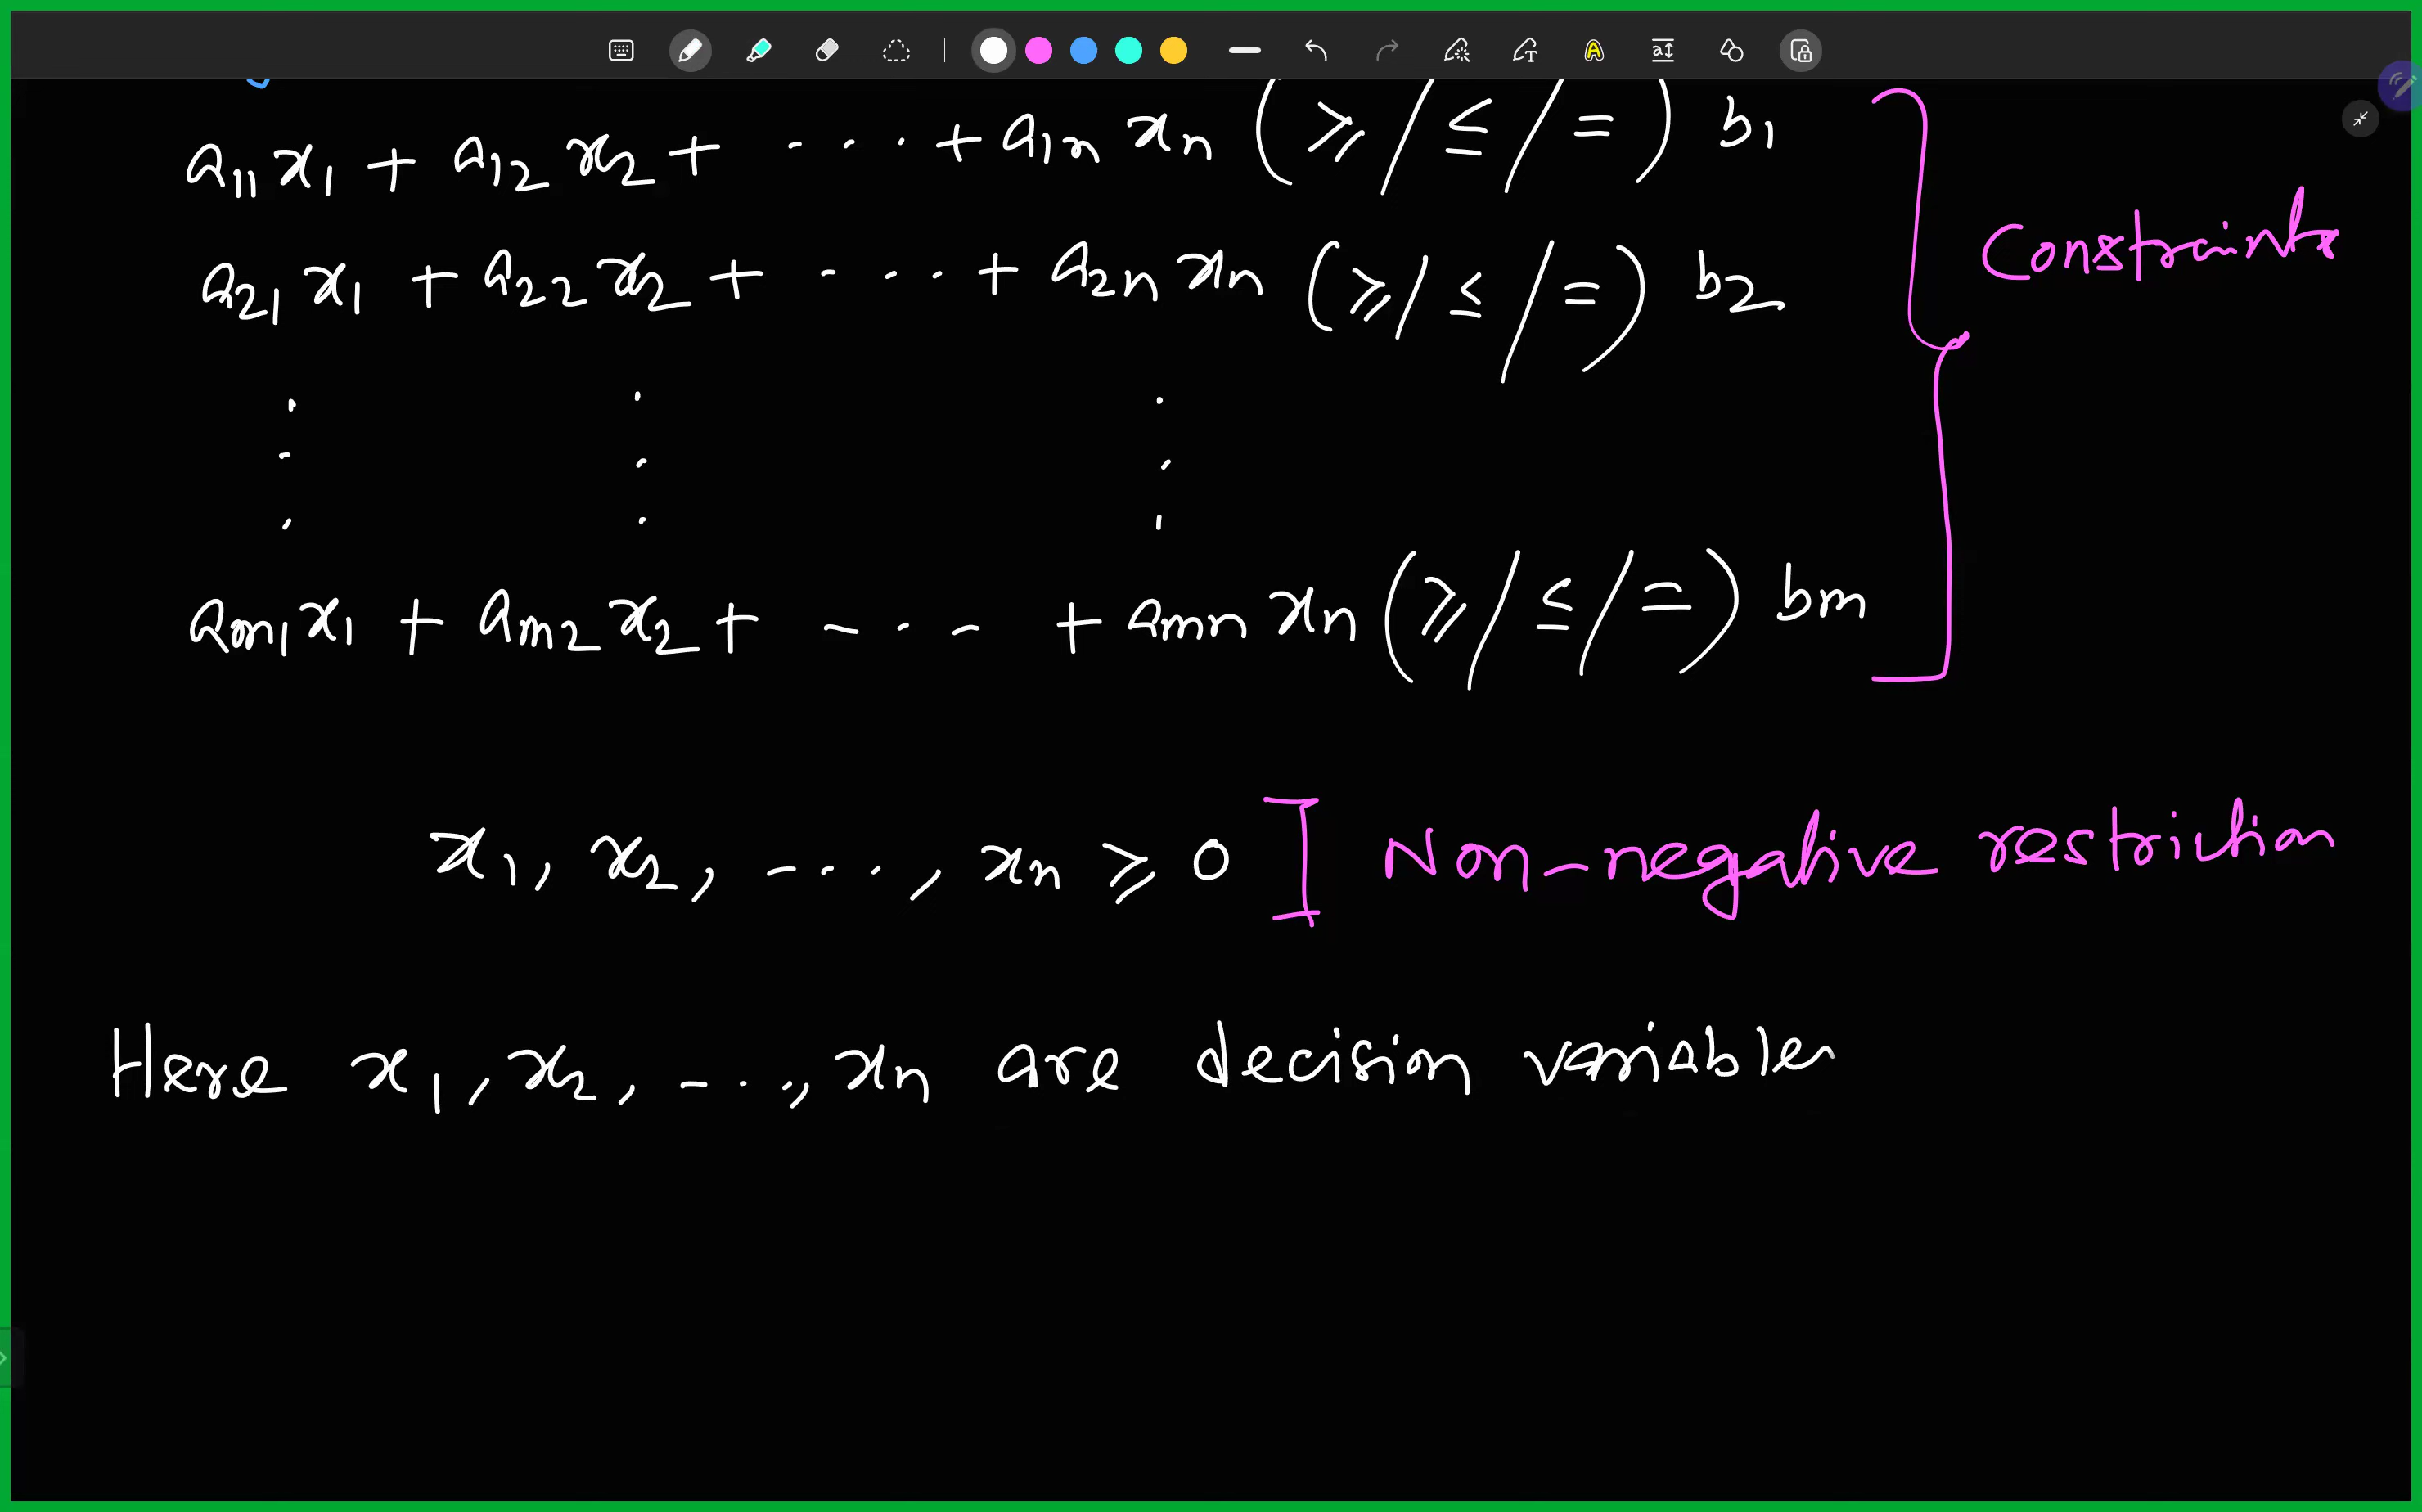 a₁₁x₁ + a₁₂x₂ + ..... + a₁ₙxₙ (≥/≤/=) b₁
Constraints
a₂₁x₁ + a₂₂x₂ + ..... + a₂ₙxₙ (≥/≤/=) b₂
aₘ₁x₁ + aₘ₂x₂ + - - - - + aₘₙxₙ (≥/≤/=) bₘ
x₁, x₂, ....., xₙ ≥ 0 Non-negative restriction
Here x₁, x₂, ...., xₙ are decision variables